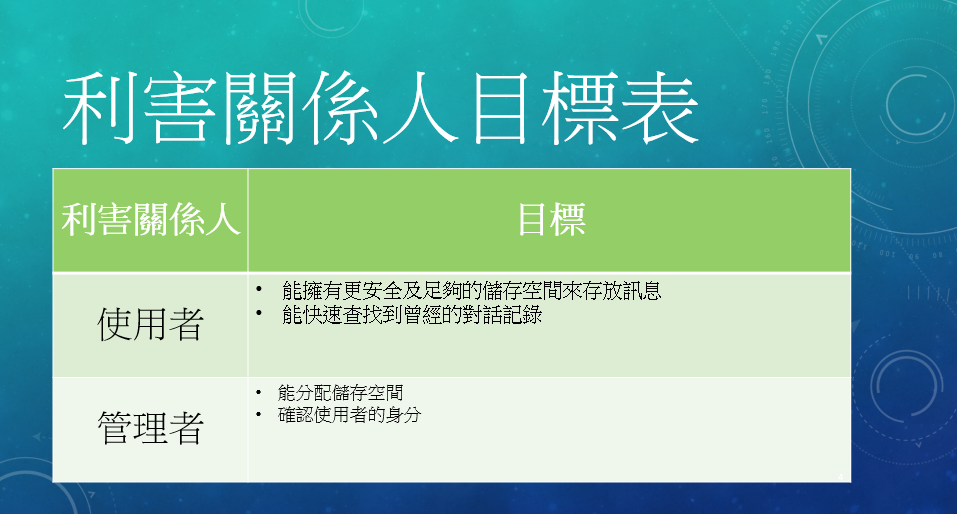 利害關係人目標表
利害關係人
目標
使用者
• 能擁有更安全及足夠的儲存空間來存放訊息
• 能快速查找到曾經的對話記錄
管理者
• 能分配儲存空間
• 確認使用者的身分